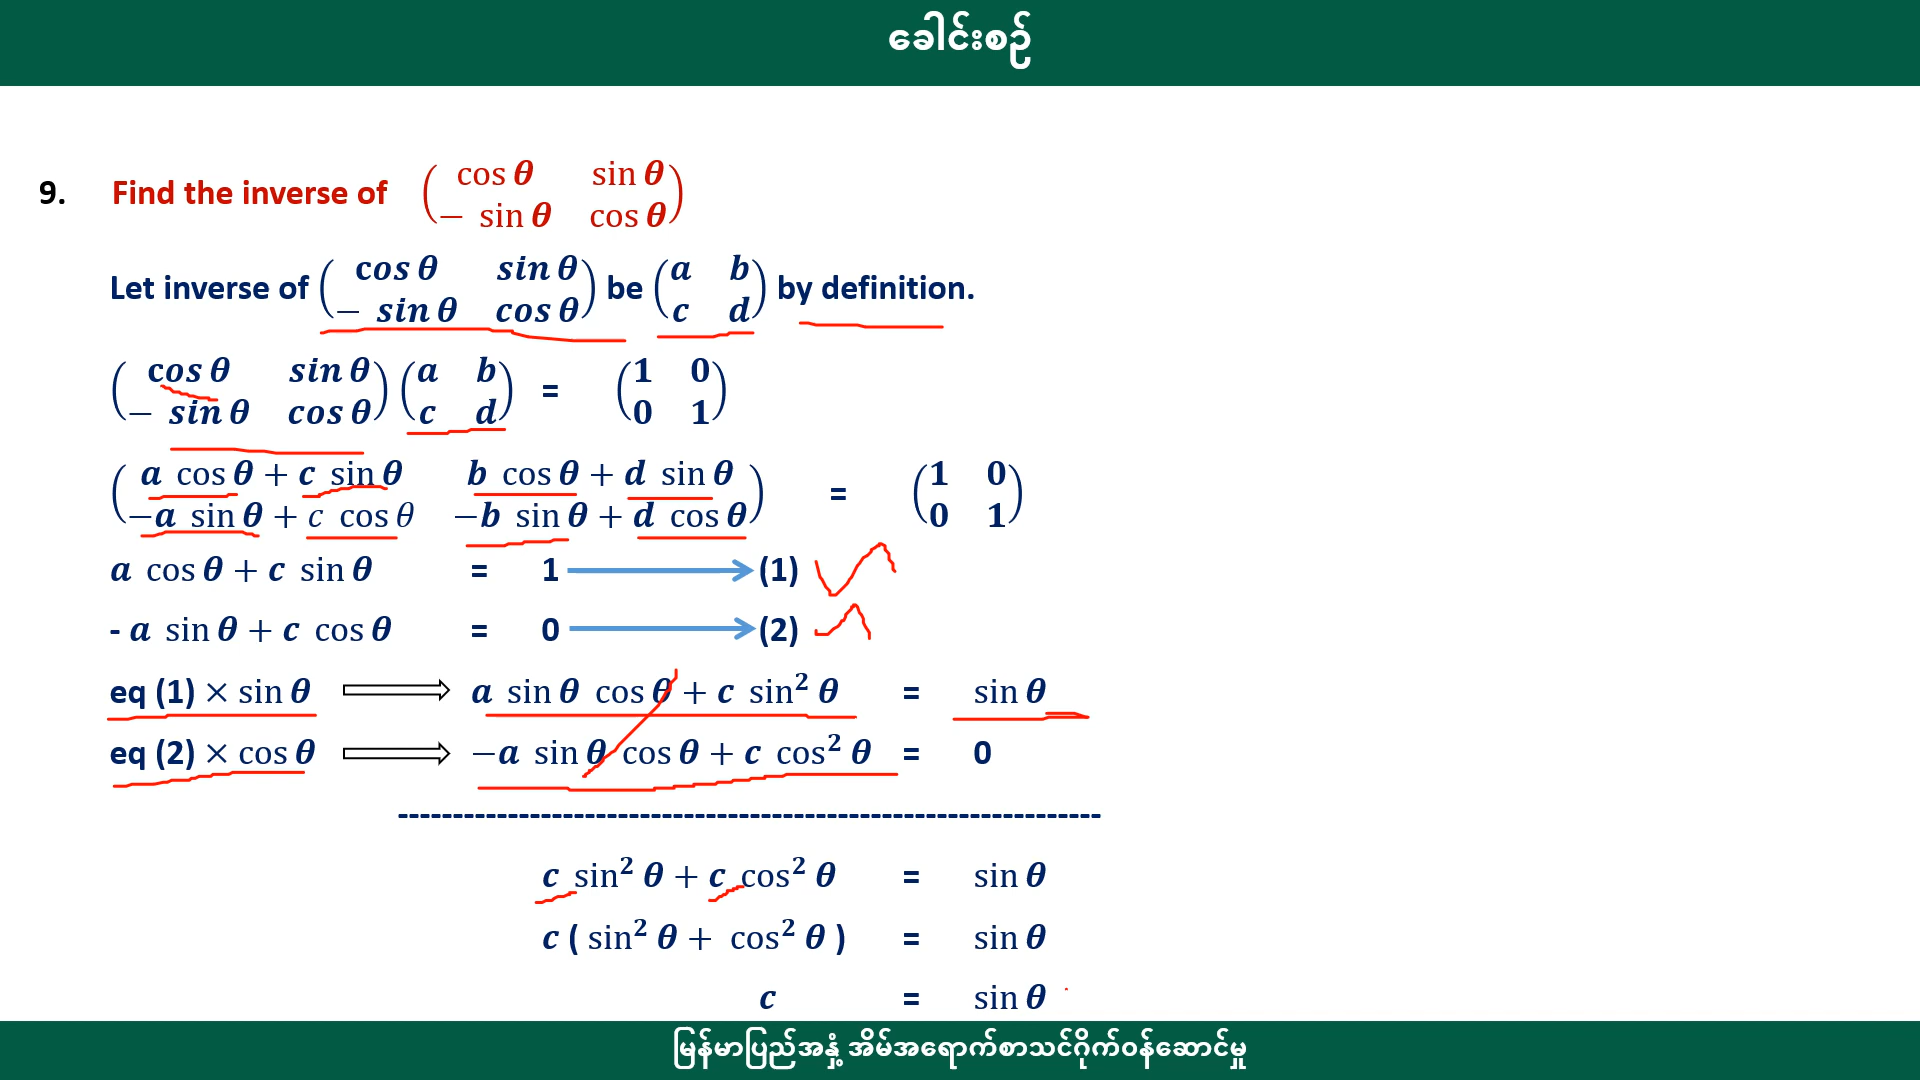 ခေါင်းစဉ်
9. Find the inverse of ( cos θ sin θ
− sin θ cos θ )
Let inverse of ( cos θ sin θ
− sin θ cos θ ) be ( a b
c d ) by definition.
( cos θ sin θ
− sin θ cos θ ) ( a b
c d ) = ( 1 0
0 1 )
( a cos θ + c sin θ b cos θ + d sin θ
−a sin θ + c cos θ −b sin θ + d cos θ ) = ( 1 0
0 1 )
a cos θ + c sin θ = 1 → (1)
- a sin θ + c cos θ = 0 → (2)
eq (1) × sin θ ⟹ a sin θ cos θ + c sin² θ = sin θ
eq (2) × cos θ ⟹ −a sin θ cos θ + c cos² θ = 0
----------------------------------------------------------------
c sin² θ + c cos² θ = sin θ
c ( sin² θ + cos² θ ) = sin θ
c = sin θ
မြန်မာပြည်အနှံ့ အိမ်အရောက်စာသင်ဂိုက်ဝန်ဆောင်မှု